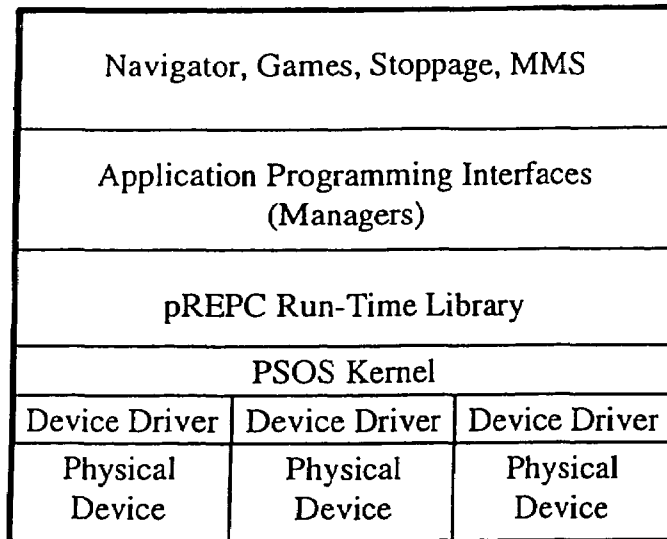 Navigator, Games, Stoppage, MMS
Application Programming Interfaces
(Managers)
pREPC Run-Time Library
PSOS Kernel
Device Driver Device Driver Device Driver
Physical Physical Physical
Device Device Device